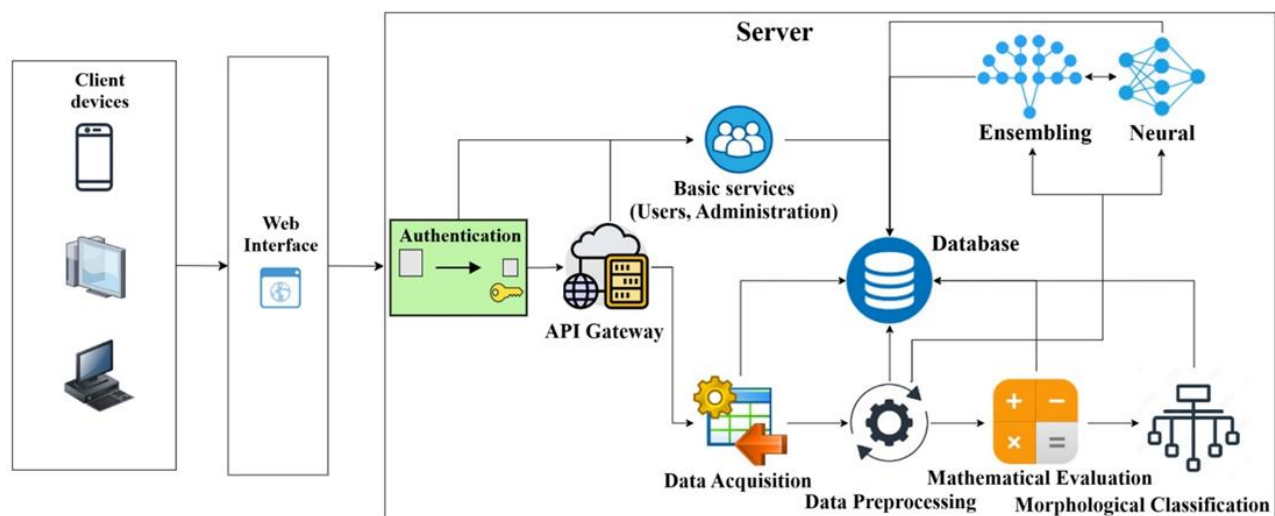 Server
Client
devices
Ensembling
Neural
Basic services
(Users, Administration)
Web
Interface
Authentication
Database
API Gateway
Data Acquisition
Data Preprocessing
Mathematical Evaluation
Morphological Classification